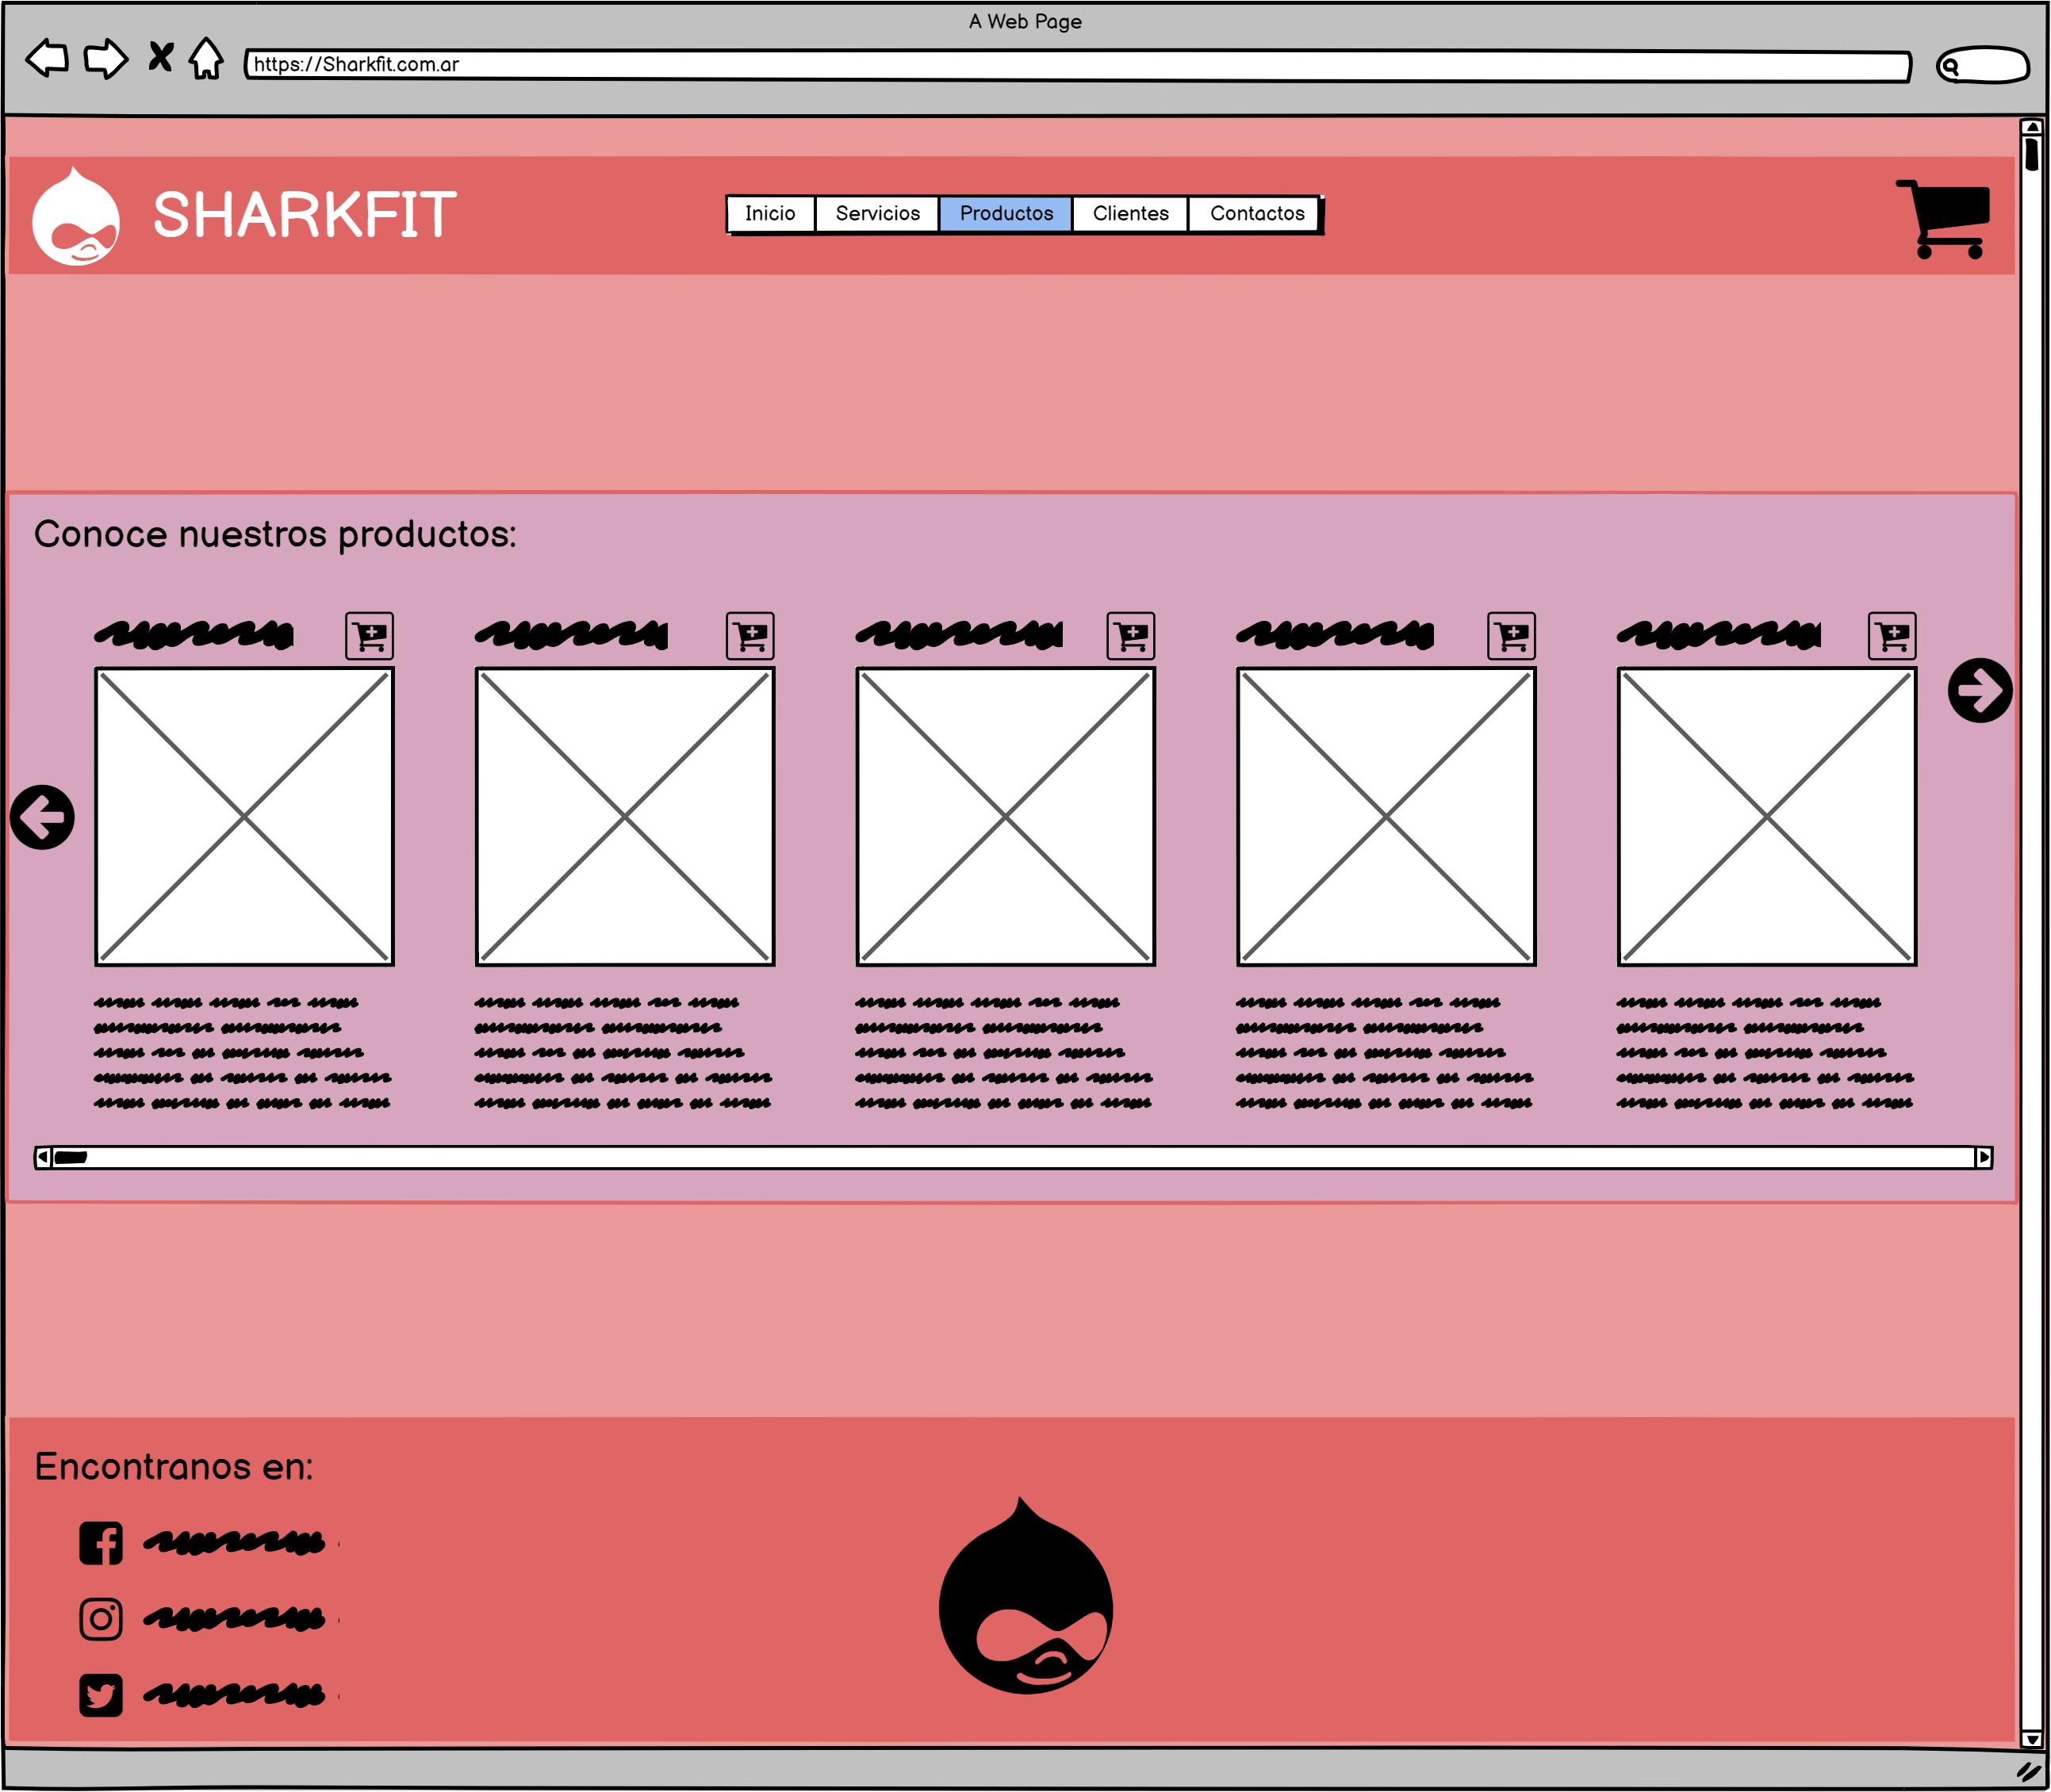 A Web Page
https://Sharkfit.com.ar
SHARKFIT
Inicio Servicios Productos Clientes Contactos
Conoce nuestros productos:
Encontranos en: